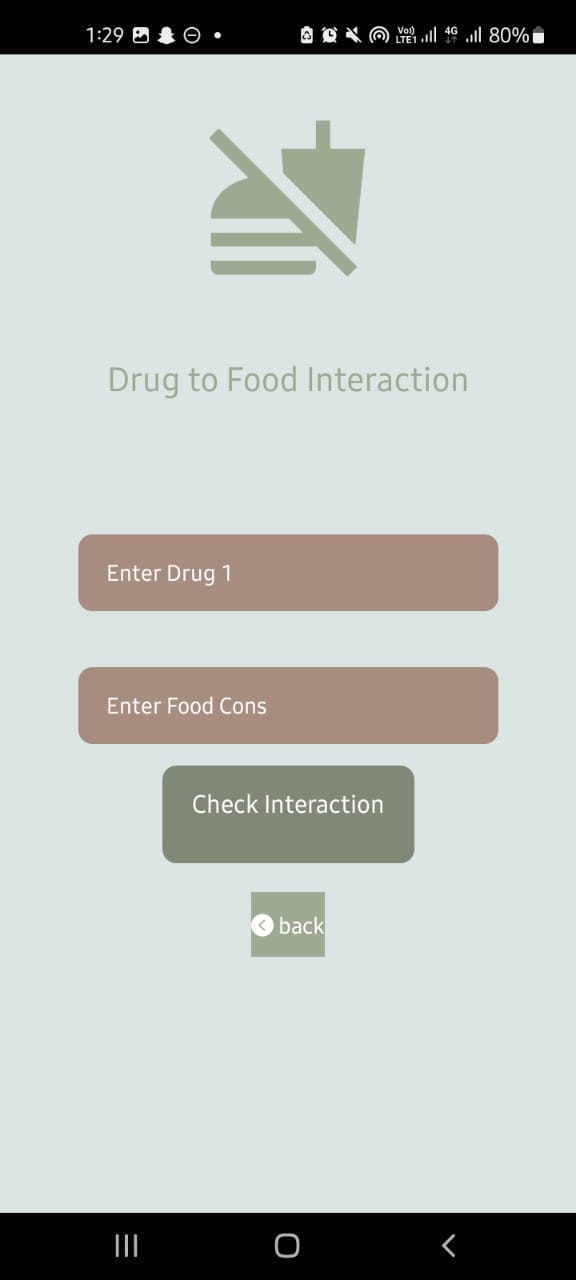 1:29 Vo) LTE1 4G 80%
Drug to Food Interaction
Enter Drug 1
Enter Food Cons
Check Interaction
back